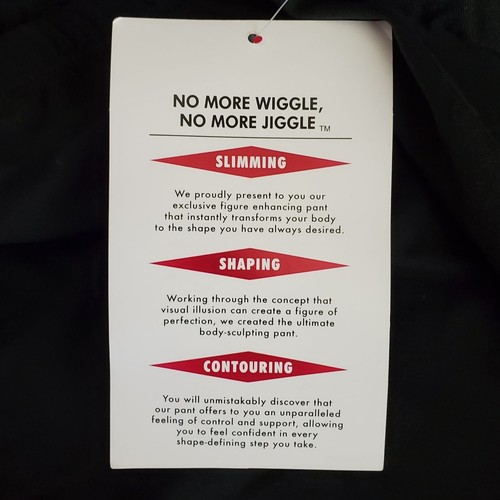 NO MORE WIGGLE,
NO MORE JIGGLE TM
SLIMMING
We proudly present to you our
exclusive figure enhancing pant
that instantly transforms your body
to the shape you have always desired.
SHAPING
Working through the concept that
visual illusion can create a figure of
perfection, we created the ultimate
body-sculpting pant.
CONTOURING
You will unmistakably discover that
our pant offers to you an unparalleled
feeling of control and support, allowing
you to feel confident in every
shape-defining step you take.